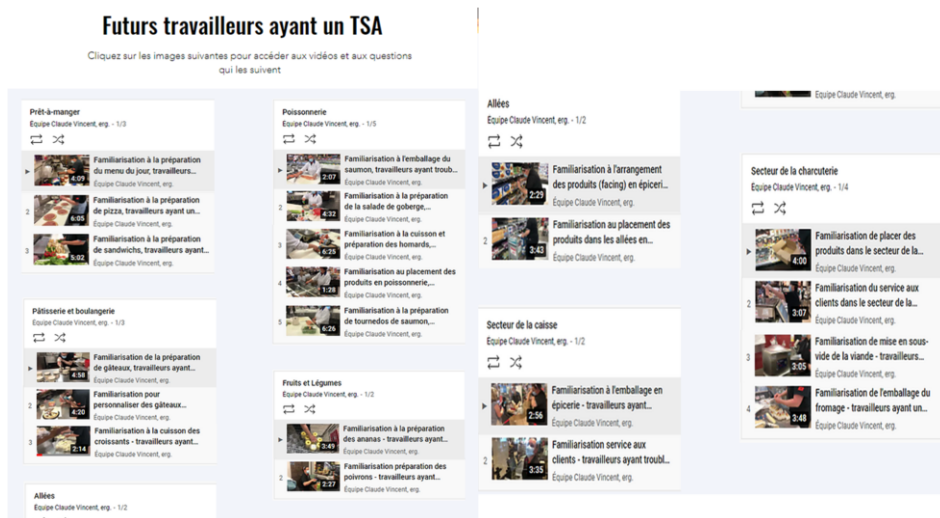 Futurs travailleurs ayant un TSA
Cliquez sur les images suivantes pour accéder aux vidéos et aux questions
qui les suivent
Prêt-à-manger
Équipe Claude Vincent, erg. - 1/3
4:09
Familiarisation à la préparation
du menu du jour, travailleurs...
Équipe Claude Vincent, erg.
2
6:05
Familiarisation à la préparation
de pizza, travailleurs ayant un...
Équipe Claude Vincent, erg.
3
5:02
Familiarisation à la préparation
de sandwichs, travailleurs ayant...
Équipe Claude Vincent, erg.
Pâtisserie et boulangerie
Équipe Claude Vincent, erg. - 1/3
4:58
Familiarisation de la préparation
de gâteaux, travailleurs ayant...
Équipe Claude Vincent, erg.
2
4:20
Familiarisation pour
personnaliser des gâteaux...
Équipe Claude Vincent, erg.
3
2:14
Familiarisation à la cuisson des
croissants - travailleurs ayant...
Équipe Claude Vincent, erg.
Allées
Équipe Claude Vincent, erg. - 1/2
Poissonnerie
Équipe Claude Vincent, erg. - 1/5
2:07
Familiarisation à l'emballage du
saumon, travailleurs ayant troub...
Équipe Claude Vincent, erg.
2
4:32
Familiarisation à la préparation
de la salade de goberge,...
Équipe Claude Vincent, erg.
3
6:25
Familiarisation à la cuisson et
préparation des homards,...
Équipe Claude Vincent, erg.
4
1:28
Familiarisation au placement des
produits en poissonnerie,...
Équipe Claude Vincent, erg.
5
6:26
Familiarisation à la préparation
de tournedos de saumon,...
Équipe Claude Vincent, erg.
Fruits et Légumes
Équipe Claude Vincent, erg. - 1/2
3:49
Familiarisation à la préparation
des ananas - travailleurs ayant...
Équipe Claude Vincent, erg.
2
2:27
Familiarisation préparation des
poivrons - travailleurs ayant...
Équipe Claude Vincent, erg.
Allées
Équipe Claude Vincent, erg. - 1/2
2:29
Familiarisation à l'arrangement
des produits (facing) en épiceri...
Équipe Claude Vincent, erg.
2
3:43
Familiarisation au placement des
produits dans les allées en...
Équipe Claude Vincent, erg.
Secteur de la caisse
Équipe Claude Vincent, erg. - 1/2
2:56
Familiarisation à l'emballage en
épicerie - travailleurs ayant...
Équipe Claude Vincent, erg.
2
3:35
Familiarisation service aux
clients - travailleurs ayant troubl...
Équipe Claude Vincent, erg.
Équipe Claude Vincent, erg.
Secteur de la charcuterie
Équipe Claude Vincent, erg. - 1/4
4:00
Familiarisation de placer des
produits dans le secteur de la...
Équipe Claude Vincent, erg.
2
3:07
Familiarisation du service aux
clients dans le secteur de la...
Équipe Claude Vincent, erg.
3
3:05
Familiarisation de mise en sous-
vide de la viande - travailleurs...
Équipe Claude Vincent, erg.
4
3:48
Familiarisation de l'emballage du
fromage - travailleurs ayant un...
Équipe Claude Vincent, erg.